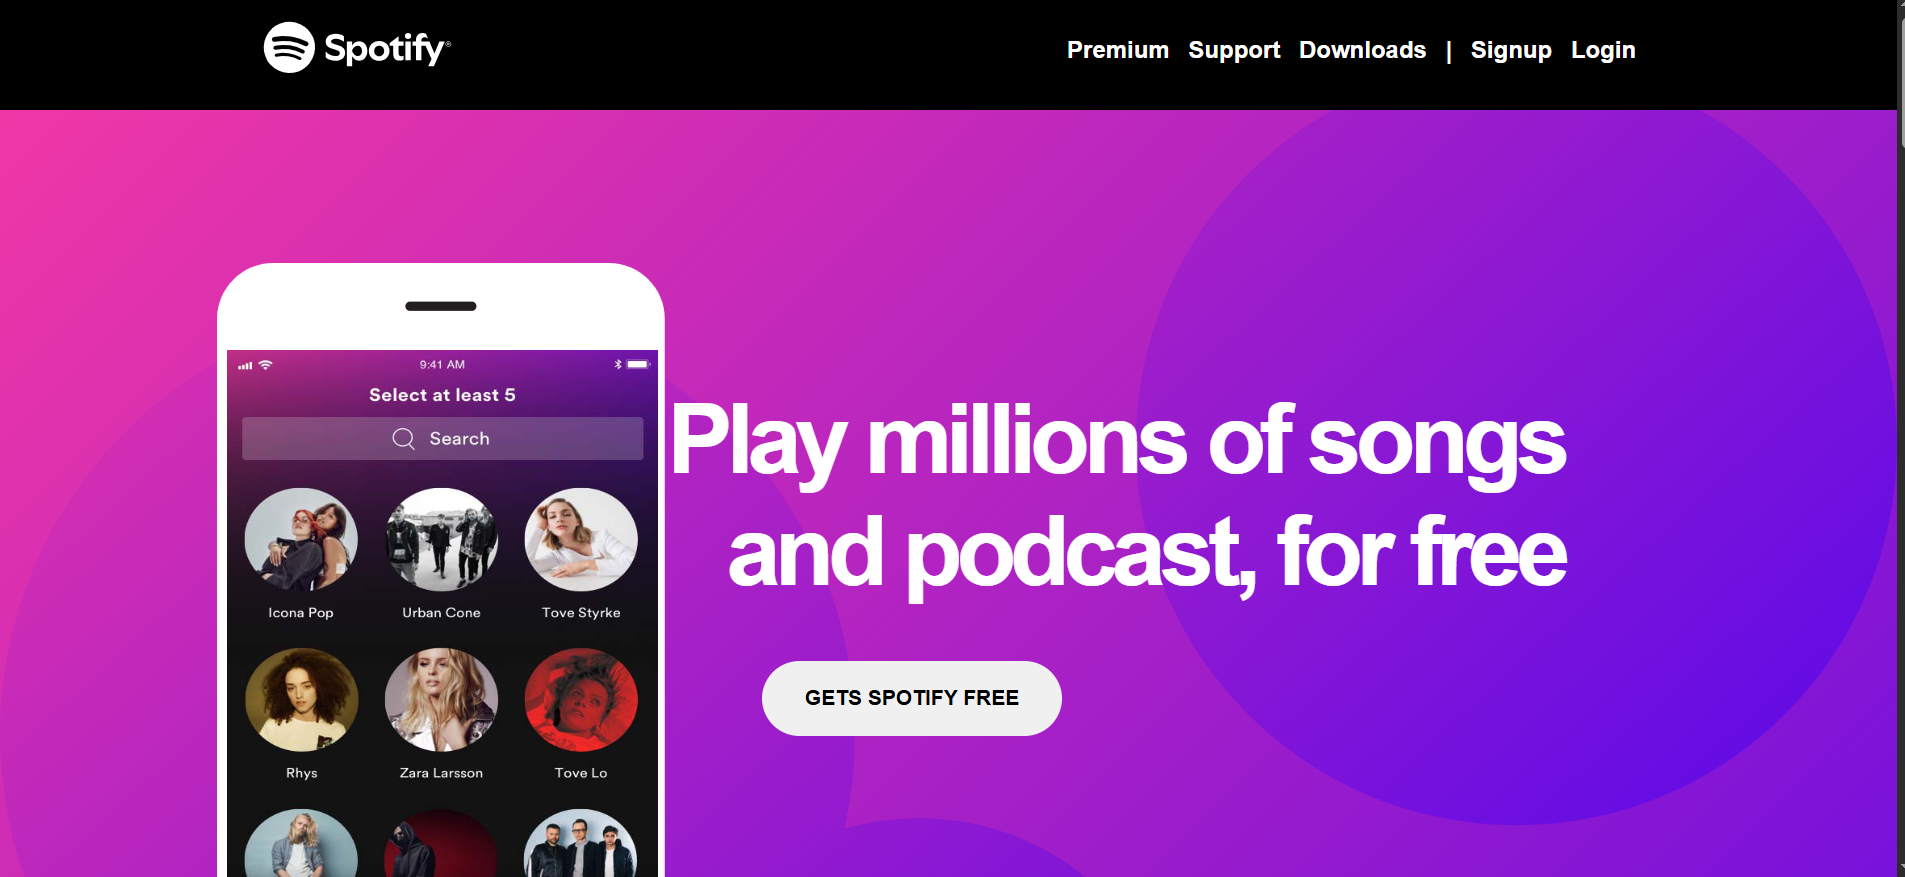 Spotify®
Premium Support Downloads | Signup Login
9:41 AM
Select at least 5
Search
Icona Pop Urban Cone Tove Styrke
Rhys Zara Larsson Tove Lo
Play millions of songs
and podcast, for free
GETS SPOTIFY FREE